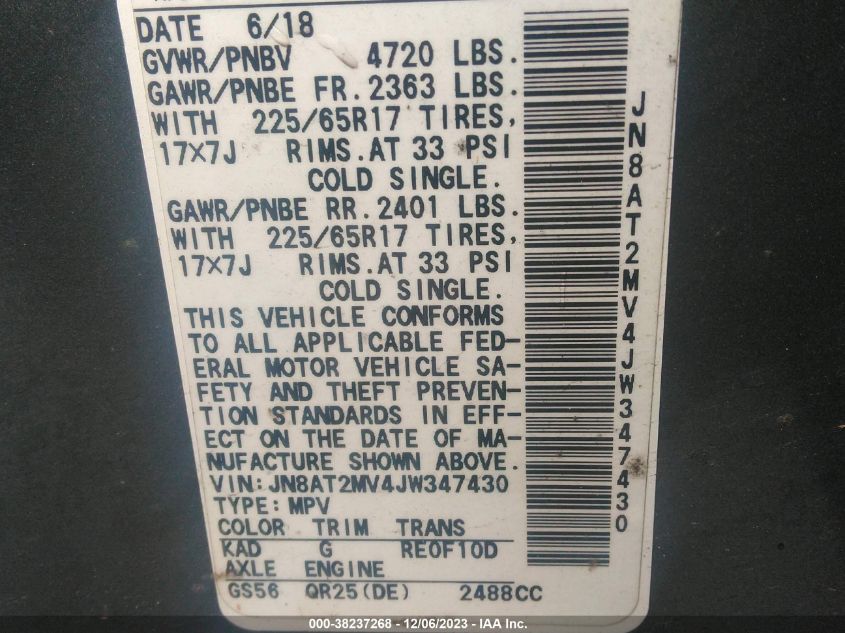 DATE 6/18
GVWR/PNBV 4720 LBS.
GAWR/PNBE FR. 2363 LBS.
WITH 225/65R17 TIRES,
17X7J RIMS. AT 33 PSI
COLD SINGLE.
GAWR/PNBE RR. 2401 LBS.
WITH 225/65R17 TIRES,
17X7J RIMS. AT 33 PSI
COLD SINGLE.
THIS VEHICLE CONFORMS
TO ALL APPLICABLE FED-
ERAL MOTOR VEHICLE SA-
FETY AND THEFT PREVEN-
TION STANDARDS IN EFF-
ECT ON THE DATE OF MA-
NUFACTURE SHOWN ABOVE.
VIN: JN8AT2MV4JW347430
TYPE: MPV
COLOR TRIM TRANS
KAD G RE0F10D
AXLE ENGINE
GS56 QR25(DE) 2488CC
JN8AT2MV4JW347430
000-38237268 - 12/06/2023 - IAA Inc.